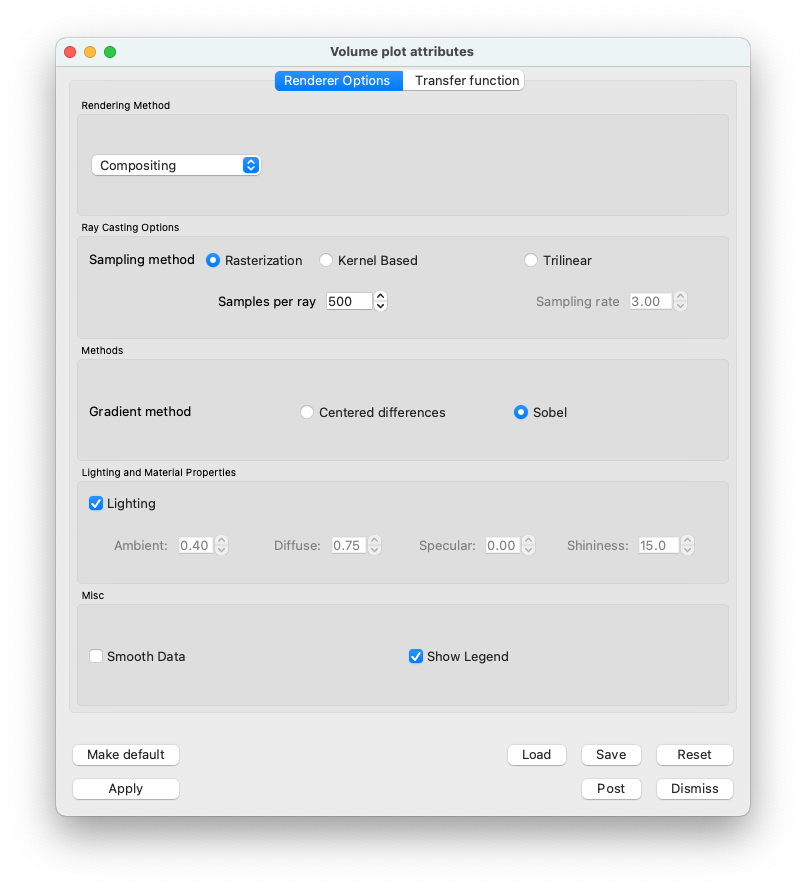 Volume plot attributes
Renderer Options Transfer function
Rendering Method
Compositing
Ray Casting Options
Sampling method Rasterization Kernel Based Trilinear
Samples per ray 500 Sampling rate 3.00
Methods
Gradient method Centered differences Sobel
Lighting and Material Properties
Lighting
Ambient: 0.40 Diffuse: 0.75 Specular: 0.00 Shininess: 15.0
Misc
Smooth Data Show Legend
Make default Load Save Reset
Apply Post Dismiss